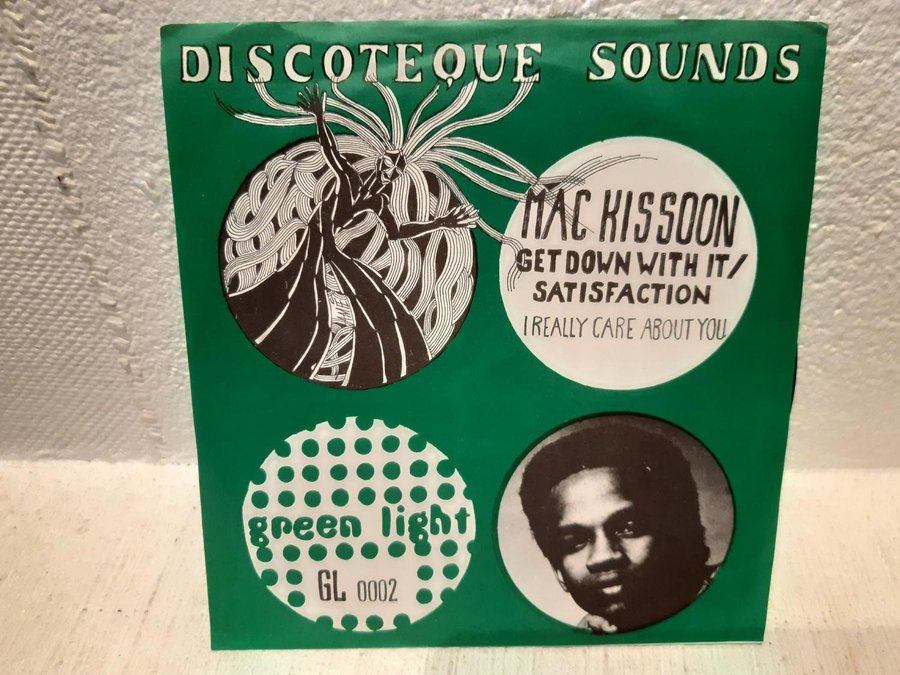 DISCOTEQUE SOUNDS
MAC KISSOON
GET DOWN WITH IT/
SATISFACTION
I REALLY CARE ABOUT YOU
green light
GL 0002